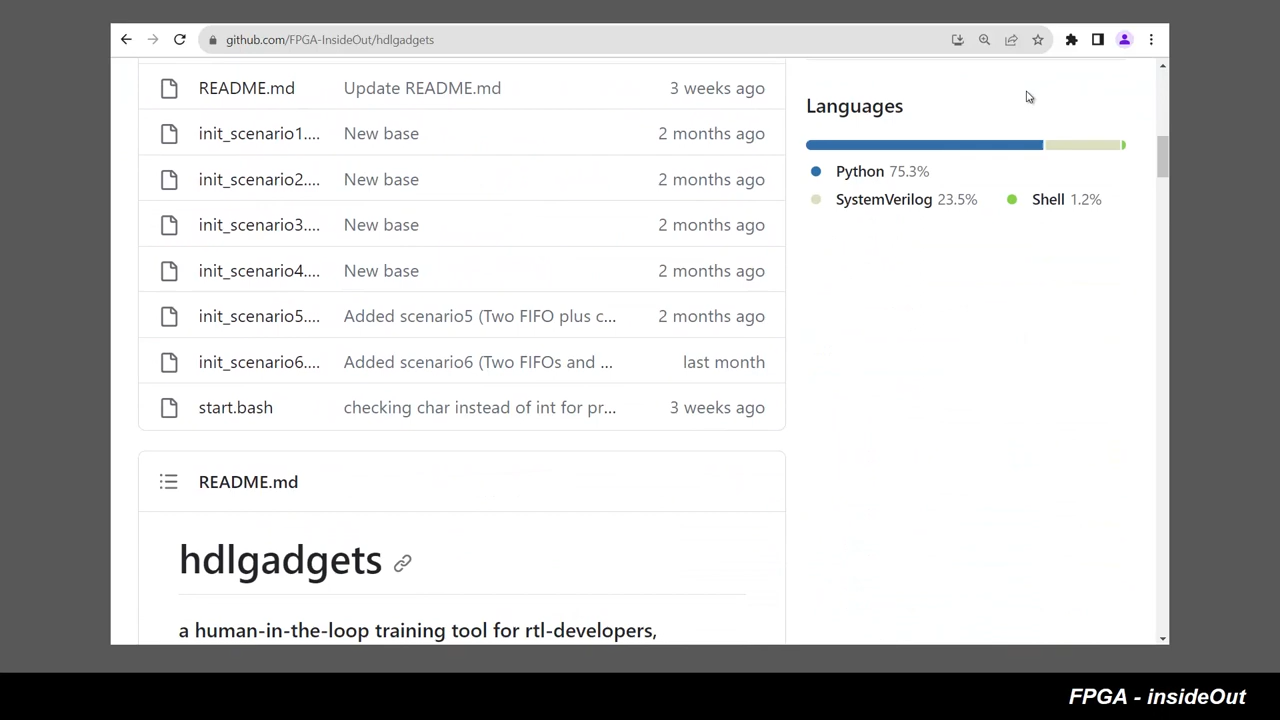 github.com/FPGA-InsideOut/hdlgadgets
README.md Update README.md 3 weeks ago
init_scenario1.... New base 2 months ago
init_scenario2.... New base 2 months ago
init_scenario3.... New base 2 months ago
init_scenario4.... New base 2 months ago
init_scenario5.... Added scenario5 (Two FIFO plus c... 2 months ago
init_scenario6.... Added scenario6 (Two FIFOs and ... last month
start.bash checking char instead of int for pr... 3 weeks ago
README.md
hdlgadgets
a human-in-the-loop training tool for rtl-developers,
Languages
Python 75.3%
SystemVerilog 23.5% Shell 1.2%
FPGA - insideOut